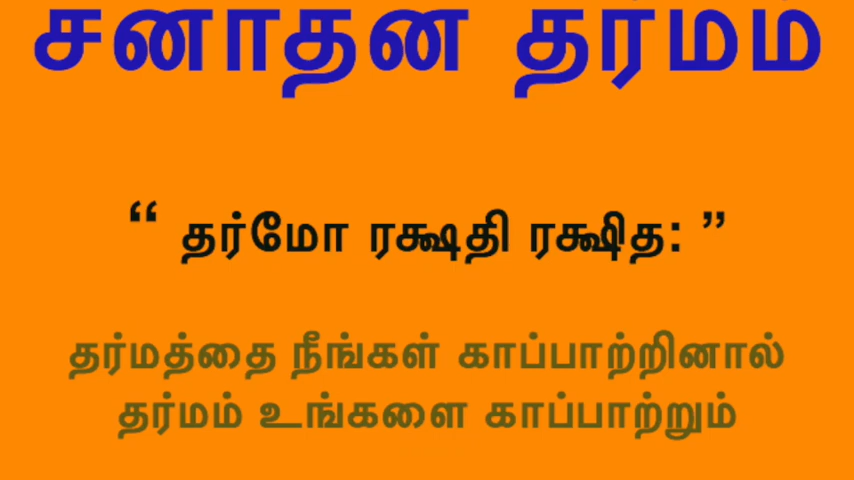 சனாதன தர்மம்
“ தர்மோ ரக்ஷதி ரக்ஷித: ”
தர்மத்தை நீங்கள் காப்பாற்றினால்
தர்மம் உங்களை காப்பாற்றும்